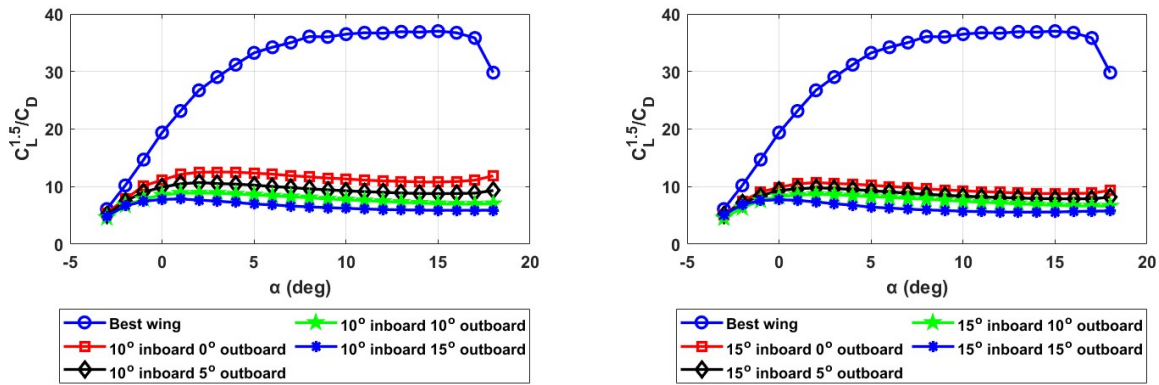 40
30
20
10
0
C_L^1.5/C_D
-5 0 5 10 15 20
α (deg)
Best wing
10° inboard 0° outboard
10° inboard 5° outboard
10° inboard 10° outboard
10° inboard 15° outboard
40
30
20
10
0
C_L^1.5/C_D
-5 0 5 10 15 20
α (deg)
Best wing
15° inboard 0° outboard
15° inboard 5° outboard
15° inboard 10° outboard
15° inboard 15° outboard